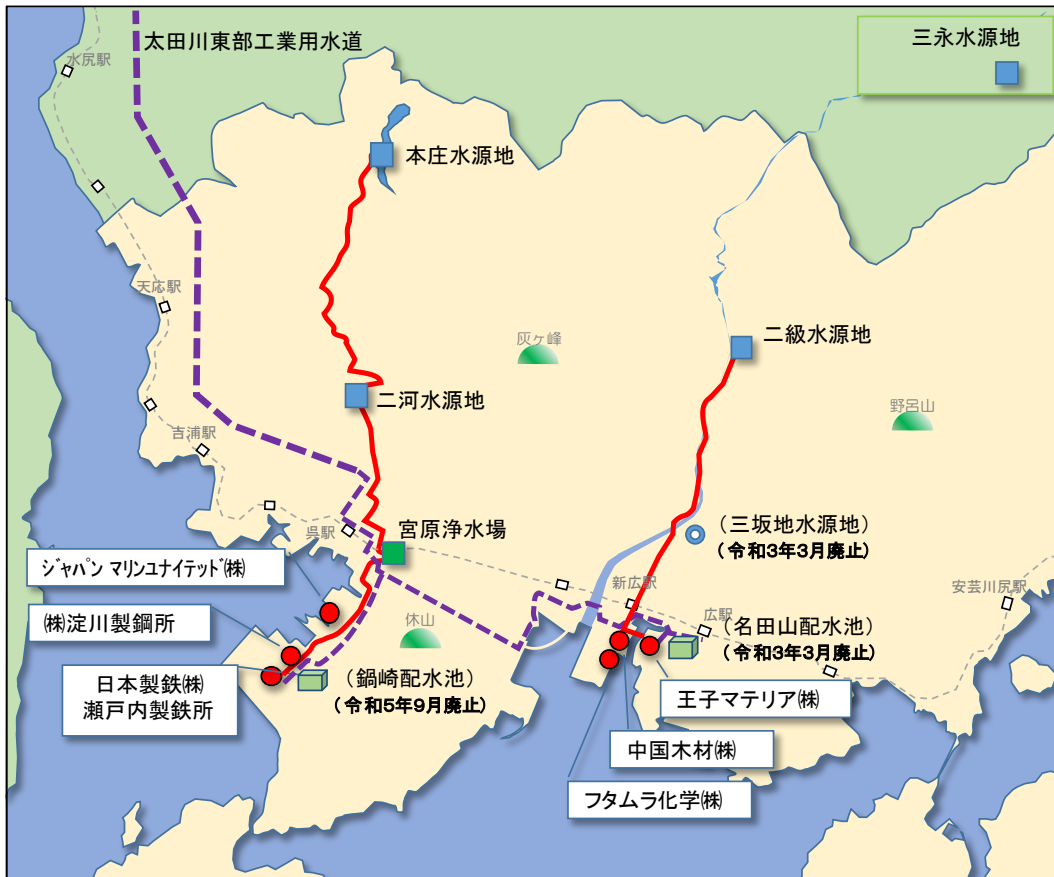 太田川東部工業用水道
三永水源地
水尻駅
本庄水源地
天応駅
灰ヶ峰
二級水源地
二河水源地
野呂山
吉浦駅
呉駅
宮原浄水場
(三坂地水源地)
(令和3年3月廃止)
ジャパン マリンユナイテッド㈱
新広駅
安芸川尻駅
㈱淀川製鋼所
休山
広駅
(名田山配水池)
(令和3年3月廃止)
日本製鉄㈱
瀬戸内製鉄所
(鍋崎配水池)
(令和5年9月廃止)
王子マテリア㈱
中国木材㈱
フタムラ化学㈱